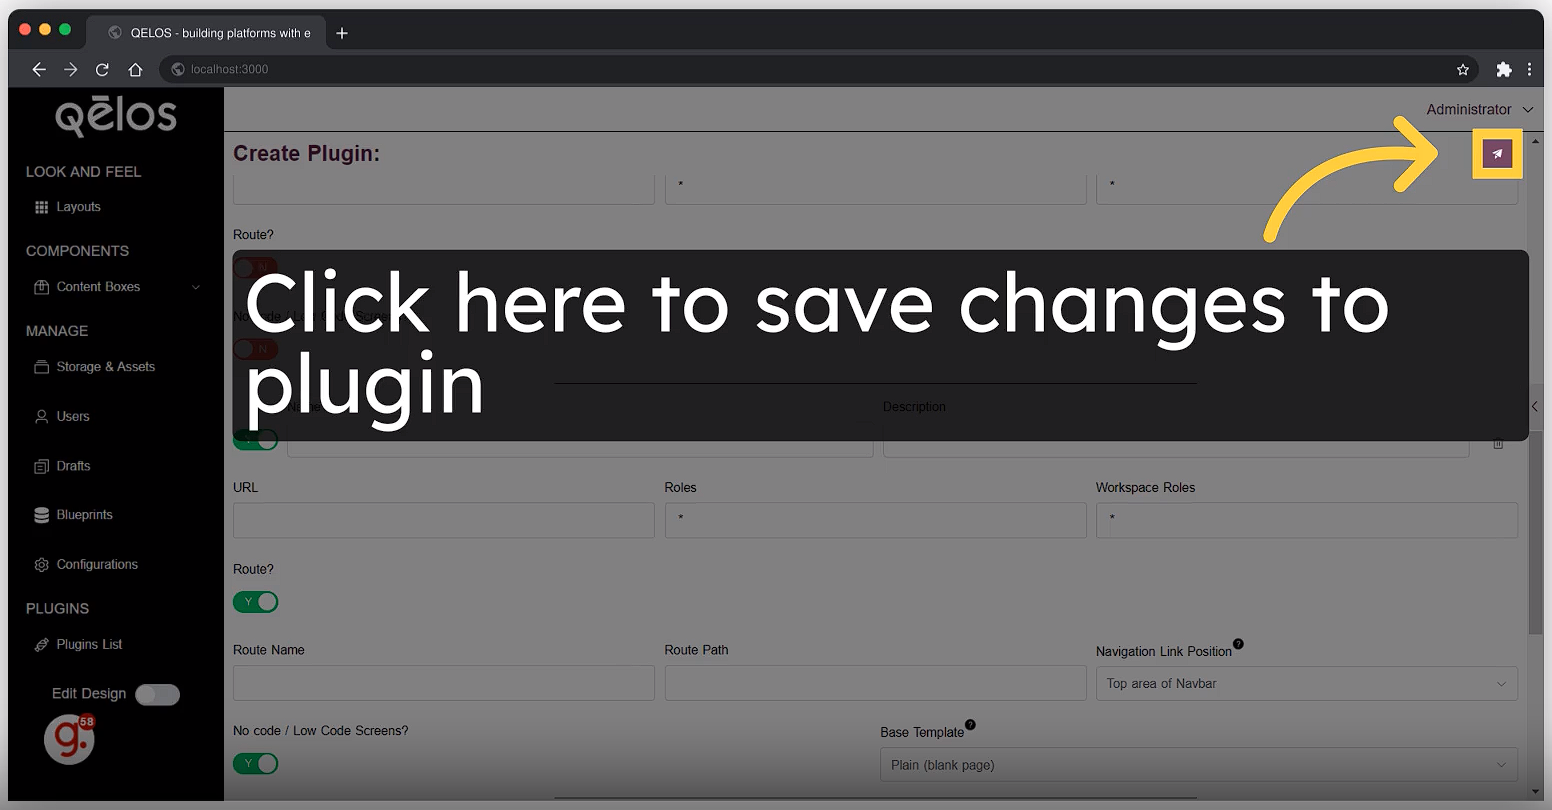 QELOS - building platforms with e
localhost:3000
Qēlos
Administrator
LOOK AND FEEL
Layouts
COMPONENTS
Content Boxes
MANAGE
Storage & Assets
Users
Drafts
Blueprints
Configurations
PLUGINS
Plugins List
Edit Design
g.
58
Create Plugin:
* *
Route?
N
No code / Low Code Screens?
N
Click here to save changes to
plugin
Name Description
Y
URL Roles Workspace Roles
* *
Route?
Y
Route Name Route Path Navigation Link Position ?
Top area of Navbar
No code / Low Code Screens? Base Template ?
Y Plain (blank page)